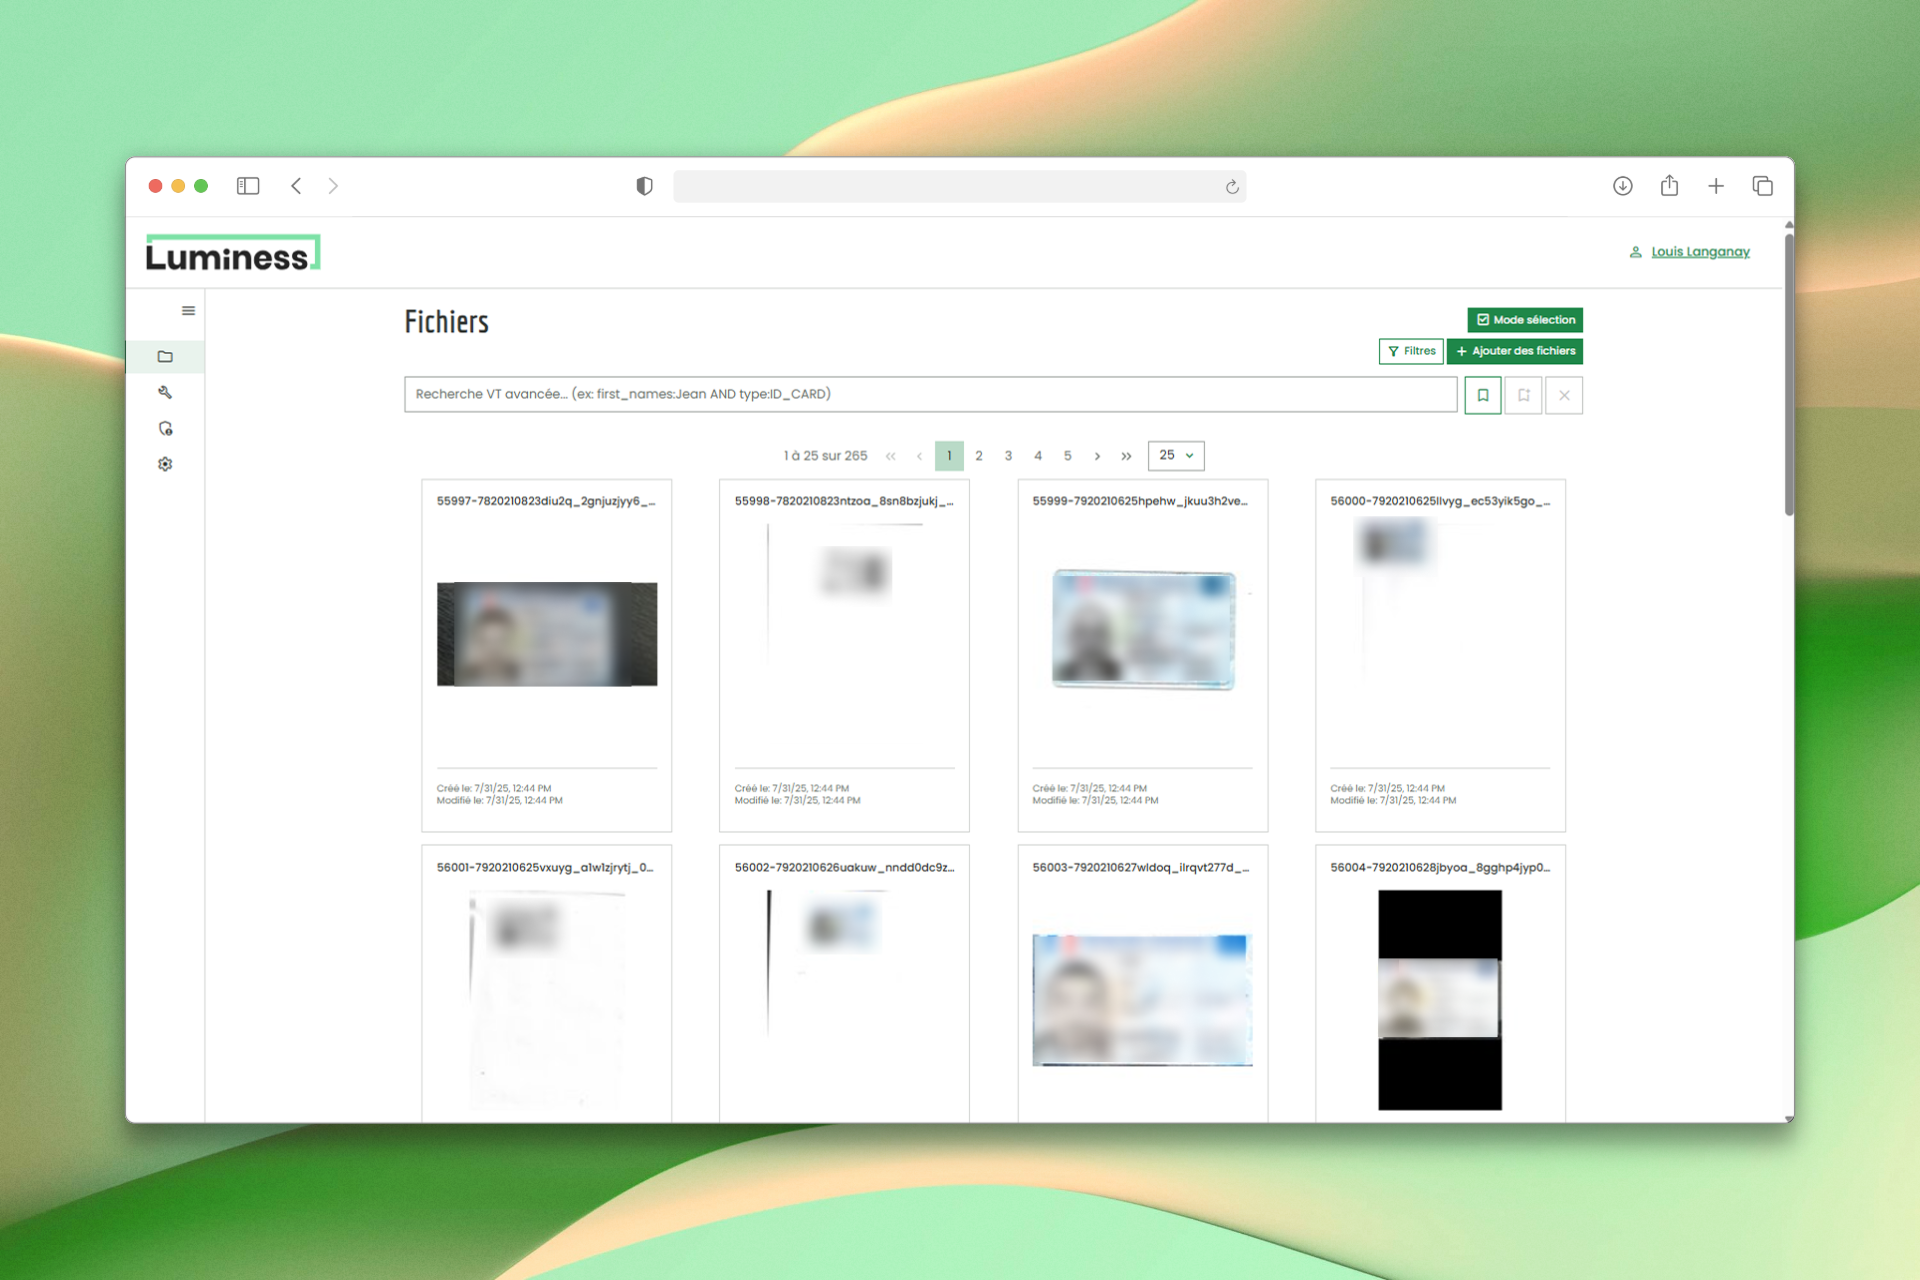 Luminess
Louis Langanay
Fichiers
Mode sélection
Filtres
+ Ajouter des fichiers
Recherche VT avancée... (ex: first_names:Jean AND type:ID_CARD)
1 à 25 sur 265 « ‹ 1 2 3 4 5 › » 25
55997-7820210823diu2q_2gnjuzjyy6_...
55998-7820210823ntzoa_8sn8bzjukj_...
55999-7920210625hpehw_jkuu3h2ve...
56000-7920210625llvyg_ec53yik5go_...
Créé le: 7/31/25, 12:44 PM
Modifié le: 7/31/25, 12:44 PM
Créé le: 7/31/25, 12:44 PM
Modifié le: 7/31/25, 12:44 PM
Créé le: 7/31/25, 12:44 PM
Modifié le: 7/31/25, 12:44 PM
Créé le: 7/31/25, 12:44 PM
Modifié le: 7/31/25, 12:44 PM
56001-7920210625vxuyg_a1w1zjrytj_0...
56002-7920210626uakuw_nndd0dc9z...
56003-7920210627wldoq_ilrqvt277d_...
56004-7920210628jbyoa_8gghp4jyp0...